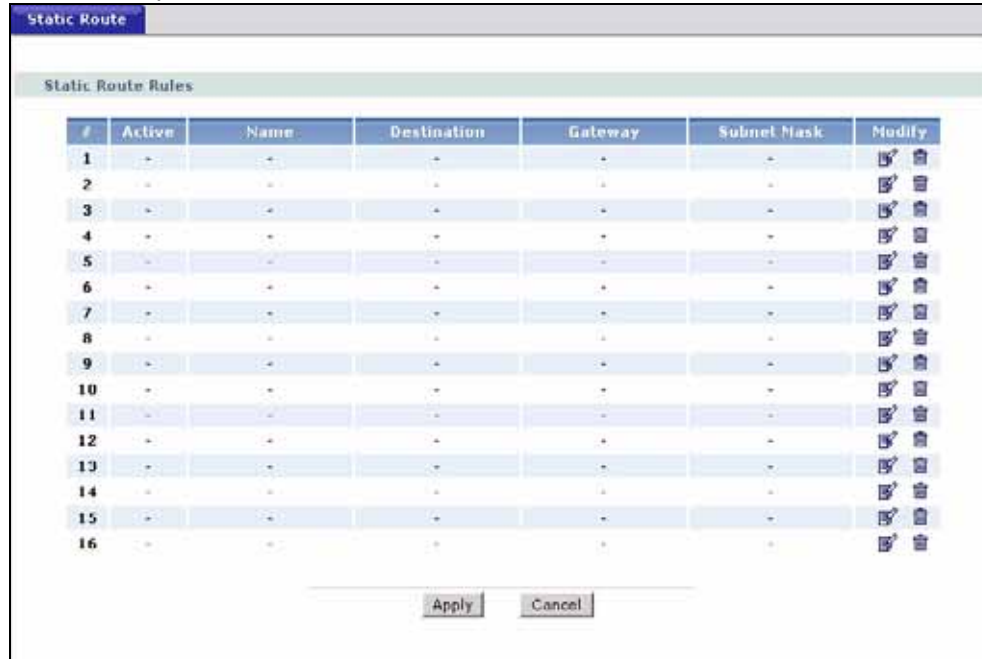 Static Route
Static Route Rules
# Active Name Destination Gateway Subnet Mask Modify
1 - - - - -
2 - - - - -
3 - - - - -
4 - - - - -
5 - - - - -
6 - - - - -
7 - - - - -
8 - - - - -
9 - - - - -
10 - - - - -
11 - - - - -
12 - - - - -
13 - - - - -
14 - - - - -
15 - - - - -
16 - - - - -
Apply Cancel